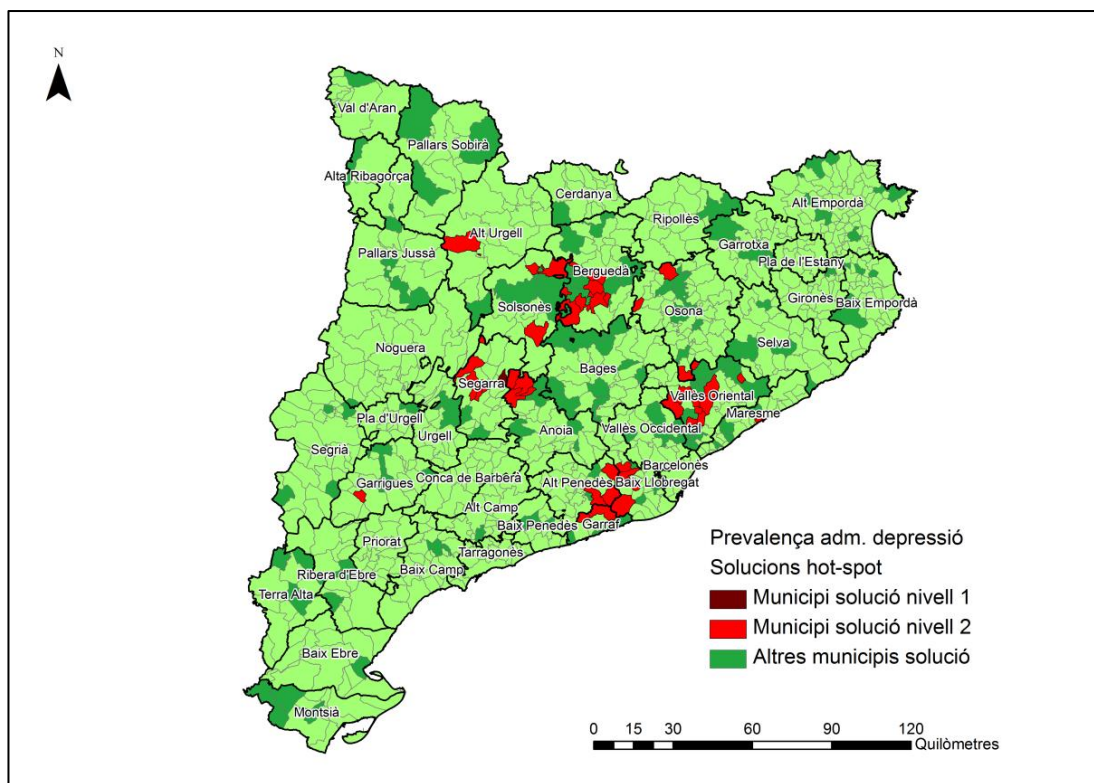 N
Val d'Aran
Pallars Sobirà
Alta Ribagorça
Cerdanya
Ripollès
Alt Empordà
Alt Urgell
Garrotxa
Pallars Jussà
Pla de l'Estany
Berguedà
Solsonès
Osona
Gironès
Baix Empordà
Noguera
Selva
Bages
Segarra
Vallès Oriental
Maresme
Pla d'Urgell
Urgell
Anoia
Vallès Occidental
Segrià
Barcelonès
Garrigues
Conca de Barberà
Alt Penedès
Baix Llobregat
Alt Camp
Baix Penedès
Garraf
Priorat
Tarragonès
Baix Camp
Ribera d'Ebre
Terra Alta
Baix Ebre
Montsià
Prevalença adm. depressió
Solucions hot-spot
Municipi solució nivell 1
Municipi solució nivell 2
Altres municipis solució
0 15 30 60 90 120
Quilòmetres